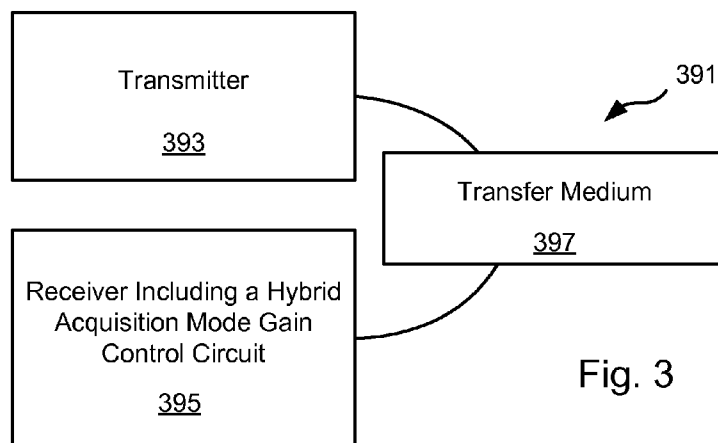 Transmitter
393
391
Transfer Medium
397
Receiver Including a Hybrid
Acquisition Mode Gain
Control Circuit
395
Fig. 3